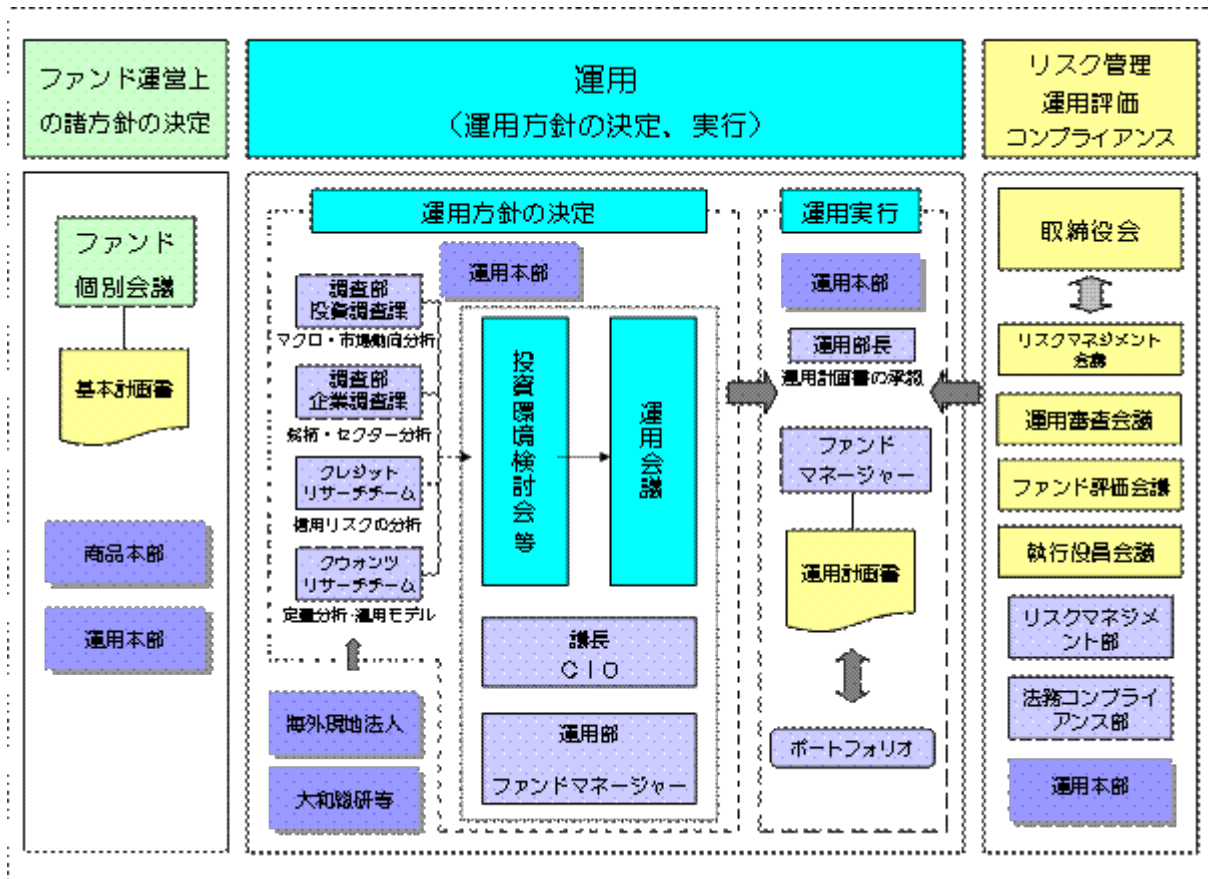 ファンド運営上
の諸方針の決定
ファンド
個別会議
基本計画書
商品本部
運用本部
運用
（運用方針の決定、実行）
運用方針の決定
運用本部
調査部
投資調査課
マクロ・市場動向分析
調査部
企業調査課
銘柄・セクター分析
クレジット
リサーチチーム
信用リスクの分析
クウォンツ
リサーチチーム
定量分析・運用モデル
海外現地法人
大和総研等
投資環境検討会等
運用会議
議長
ＣＩＯ
運用部
ファンドマネージャー
運用実行
運用本部
運用部長
運用計画書の承認
ファンド
マネージャー
運用計画書
ポートフォリオ
リスク管理
運用評価
コンプライアンス
取締役会
リスクマネジメント
会議
運用審査会議
ファンド評価会議
執行役員会議
リスクマネジメ
ント部
法務コンプライ
アンス部
運用本部